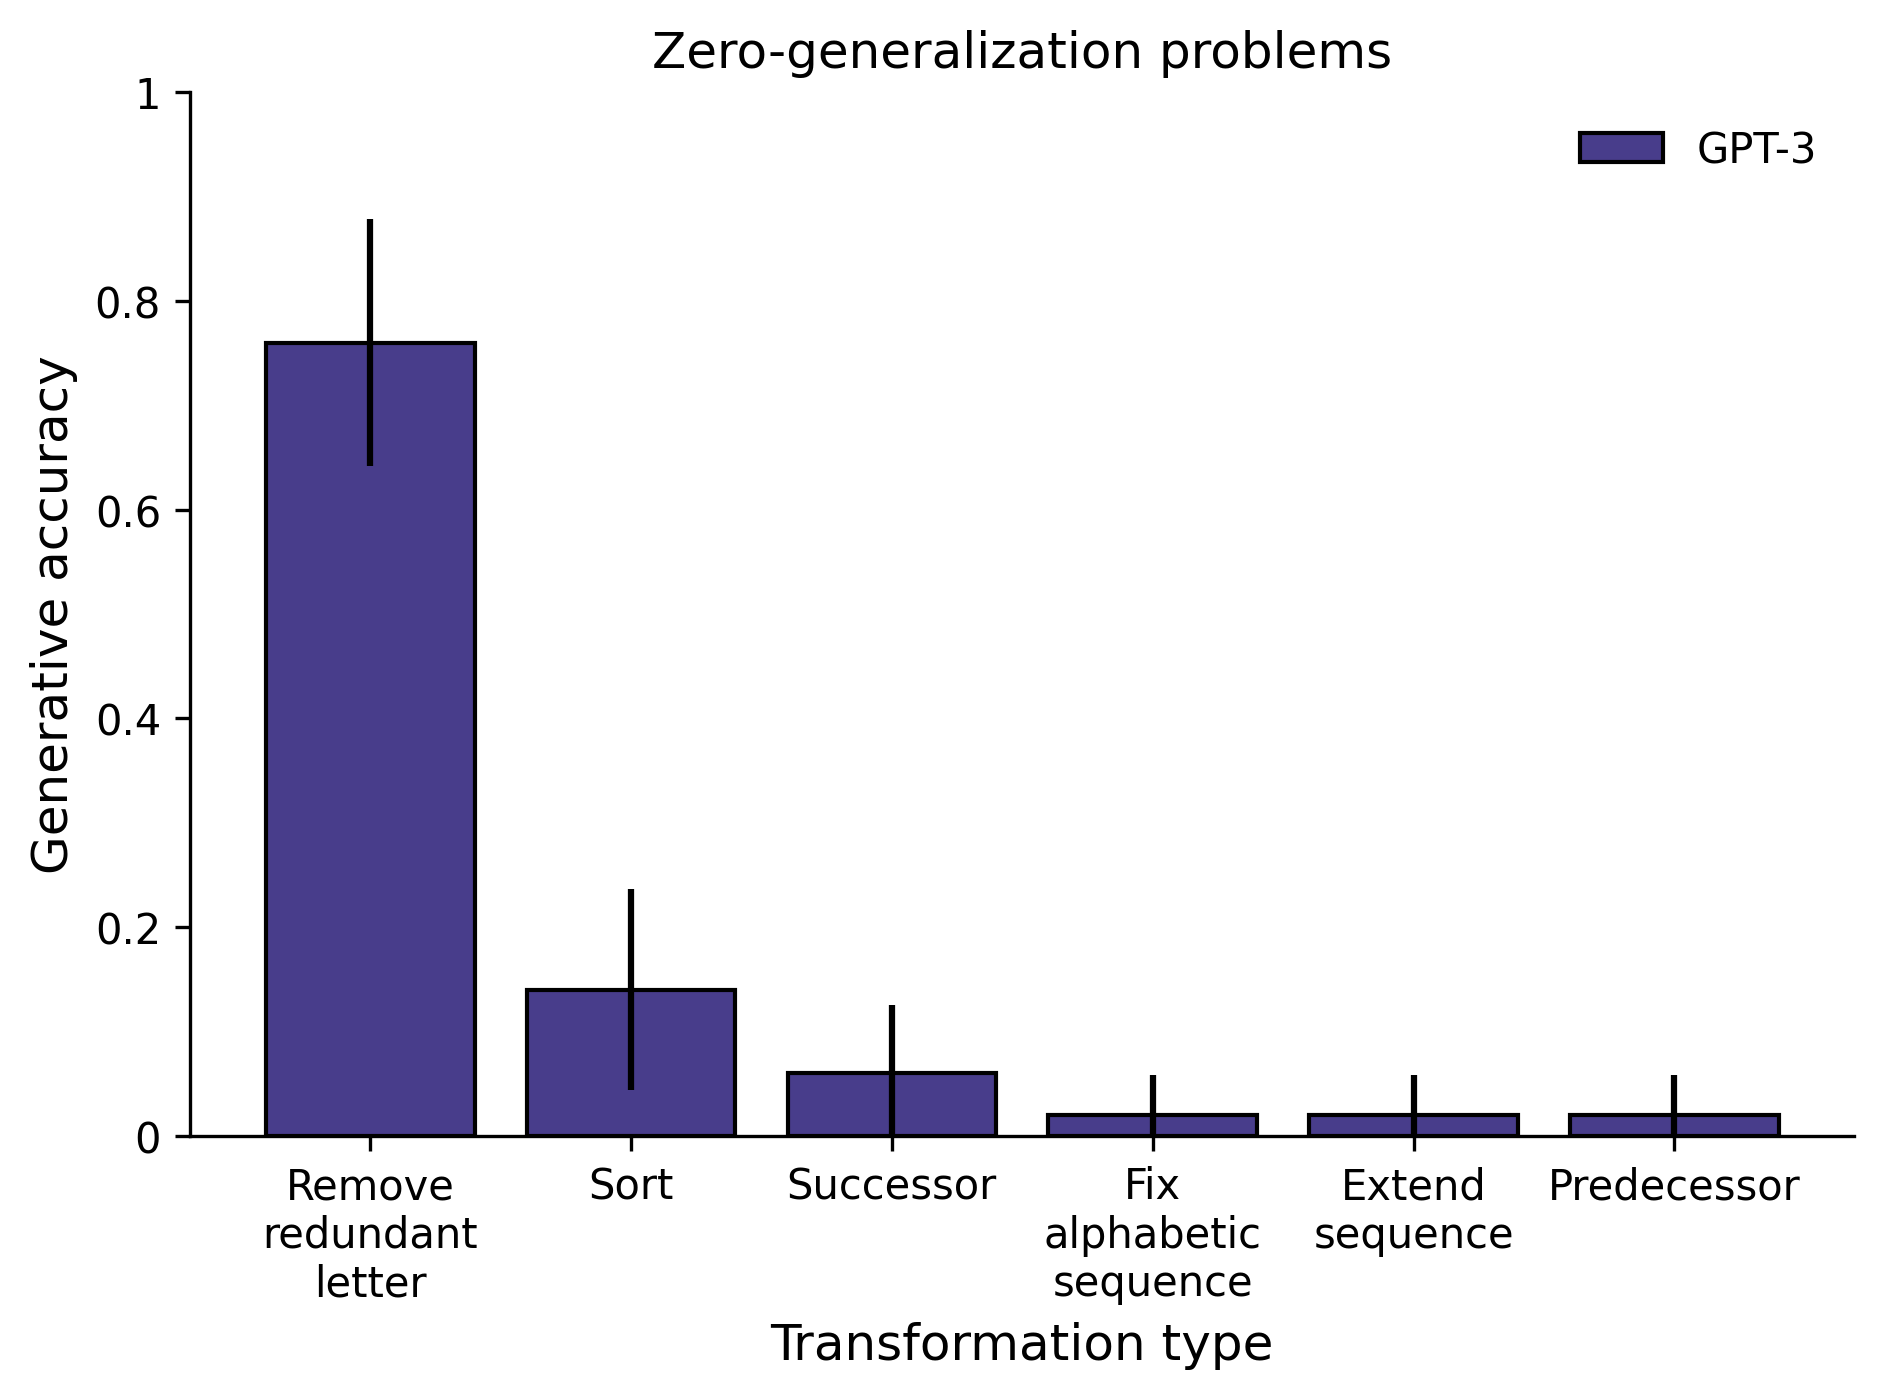 Zero-generalization problems
GPT-3
Generative accuracy
1
0.8
0.6
0.4
0.2
0
Remove
redundant
letter
Sort
Successor
Fix
alphabetic
sequence
Extend
sequence
Predecessor
Transformation type